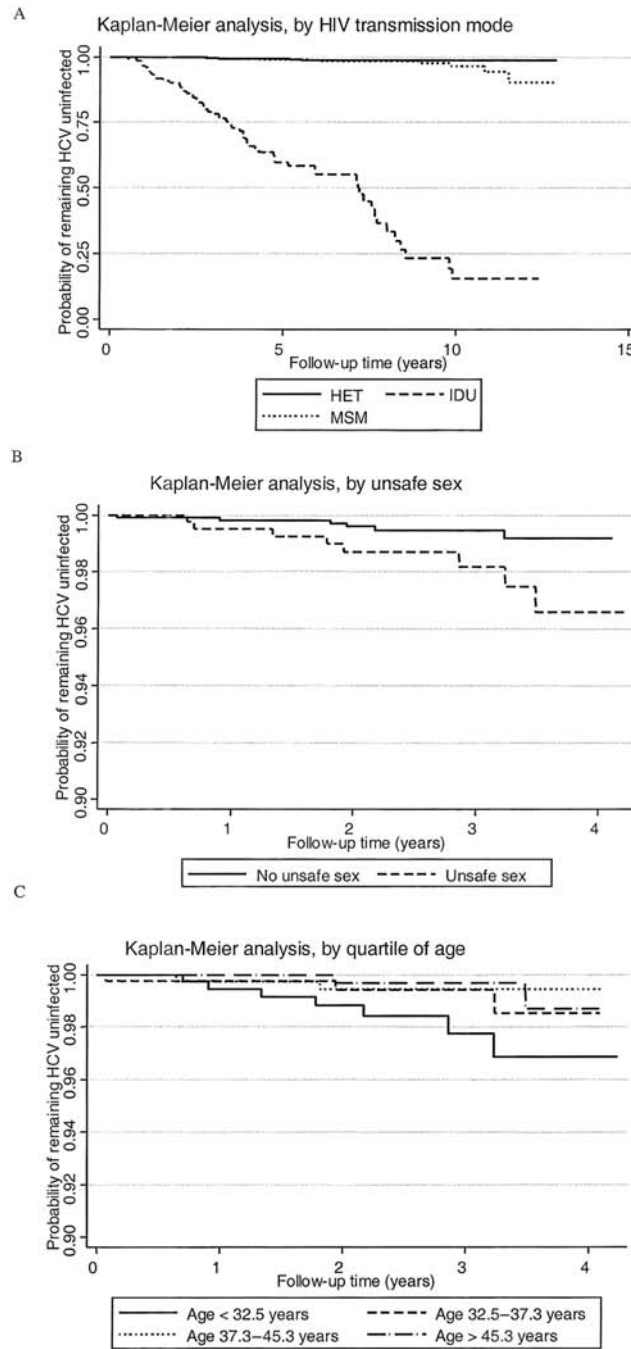 A
Kaplan-Meier analysis, by HIV transmission mode
Probability of remaining HCV uninfected
1.00
0.75
0.50
0.25
0.00
0 5 10 15
Follow-up time (years)
HET IDU
MSM
B
Kaplan-Meier analysis, by unsafe sex
Probability of remaining HCV uninfected
1.00
0.98
0.96
0.94
0.92
0.90
0 1 2 3 4
Follow-up time (years)
No unsafe sex Unsafe sex
C
Kaplan-Meier analysis, by quartile of age
Probability of remaining HCV uninfected
1.00
0.98
0.96
0.94
0.92
0.90
0 1 2 3 4
Follow-up time (years)
Age < 32.5 years Age 32.5–37.3 years
Age 37.3–45.3 years Age > 45.3 years